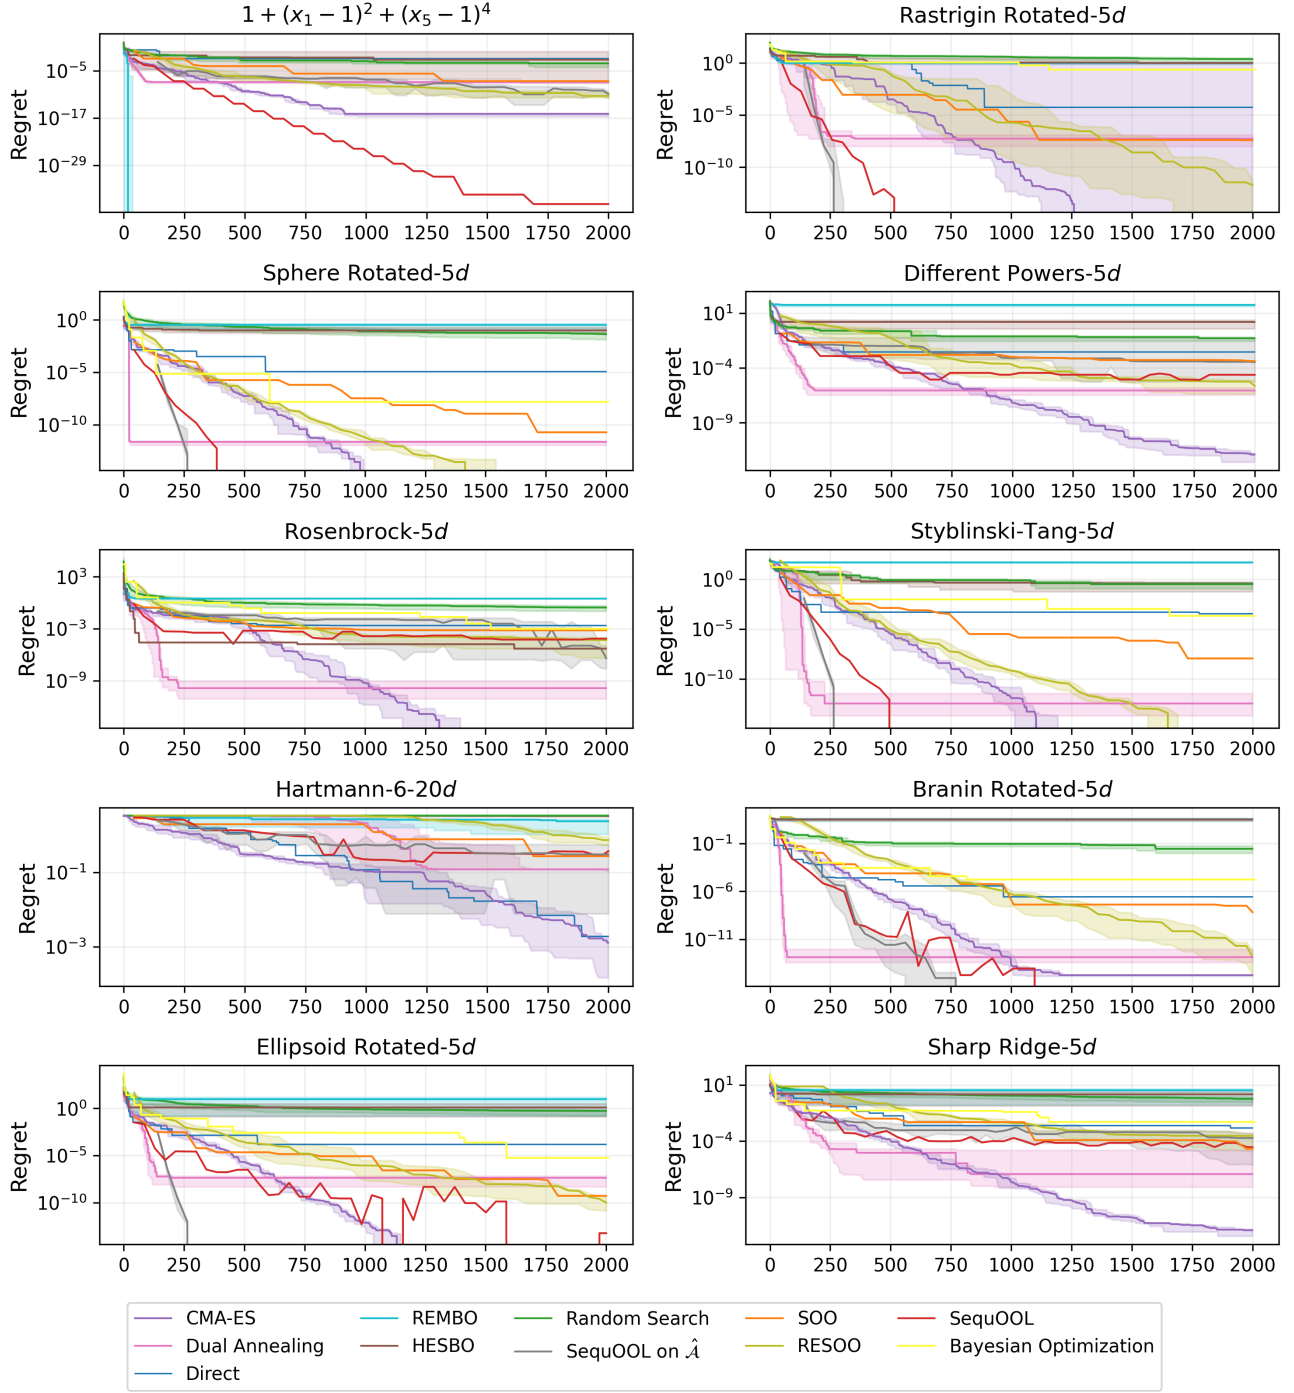 1 + (x₁ − 1)² + (x₅ − 1)⁴
Regret
10⁻⁵
10⁻¹⁷
10⁻²⁹
0 250 500 750 1000 1250 1500 1750 2000
Rastrigin Rotated-5d
Regret
10⁰
10⁻⁵
10⁻¹⁰
0 250 500 750 1000 1250 1500 1750 2000
Sphere Rotated-5d
Regret
10⁰
10⁻⁵
10⁻¹⁰
0 250 500 750 1000 1250 1500 1750 2000
Different Powers-5d
Regret
10¹
10⁻⁴
10⁻⁹
0 250 500 750 1000 1250 1500 1750 2000
Rosenbrock-5d
Regret
10³
10⁻³
10⁻⁹
0 250 500 750 1000 1250 1500 1750 2000
Styblinski-Tang-5d
Regret
10⁰
10⁻⁵
10⁻¹⁰
0 250 500 750 1000 1250 1500 1750 2000
Hartmann-6-20d
Regret
10⁻¹
10⁻³
0 250 500 750 1000 1250 1500 1750 2000
Branin Rotated-5d
Regret
10⁻¹
10⁻⁶
10⁻¹¹
0 250 500 750 1000 1250 1500 1750 2000
Ellipsoid Rotated-5d
Regret
10⁰
10⁻⁵
10⁻¹⁰
0 250 500 750 1000 1250 1500 1750 2000
Sharp Ridge-5d
Regret
10¹
10⁻⁴
10⁻⁹
0 250 500 750 1000 1250 1500 1750 2000
CMA-ES REMBO Random Search SOO SequOOL
Dual Annealing HESBO SequOOL on 𝒜̂ RESOO Bayesian Optimization
Direct